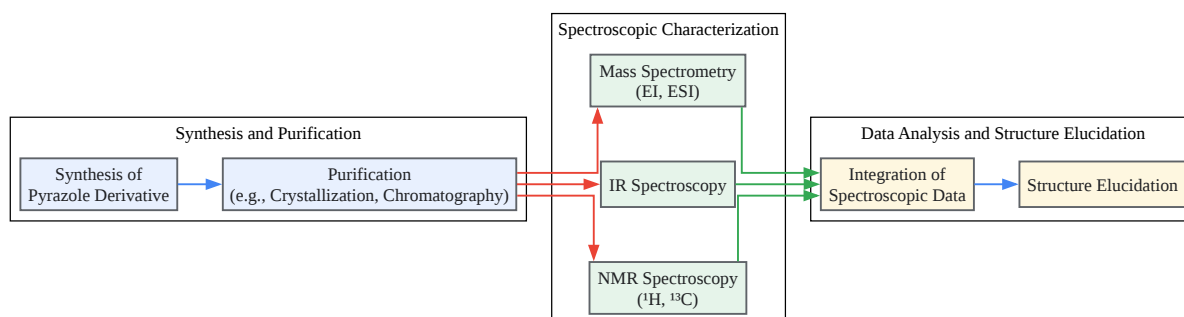 Synthesis and Purification
Synthesis of
Pyrazole Derivative
Purification
(e.g., Crystallization, Chromatography)
Spectroscopic Characterization
Mass Spectrometry
(EI, ESI)
IR Spectroscopy
NMR Spectroscopy
(¹H, ¹³C)
Data Analysis and Structure Elucidation
Integration of
Spectroscopic Data
Structure Elucidation